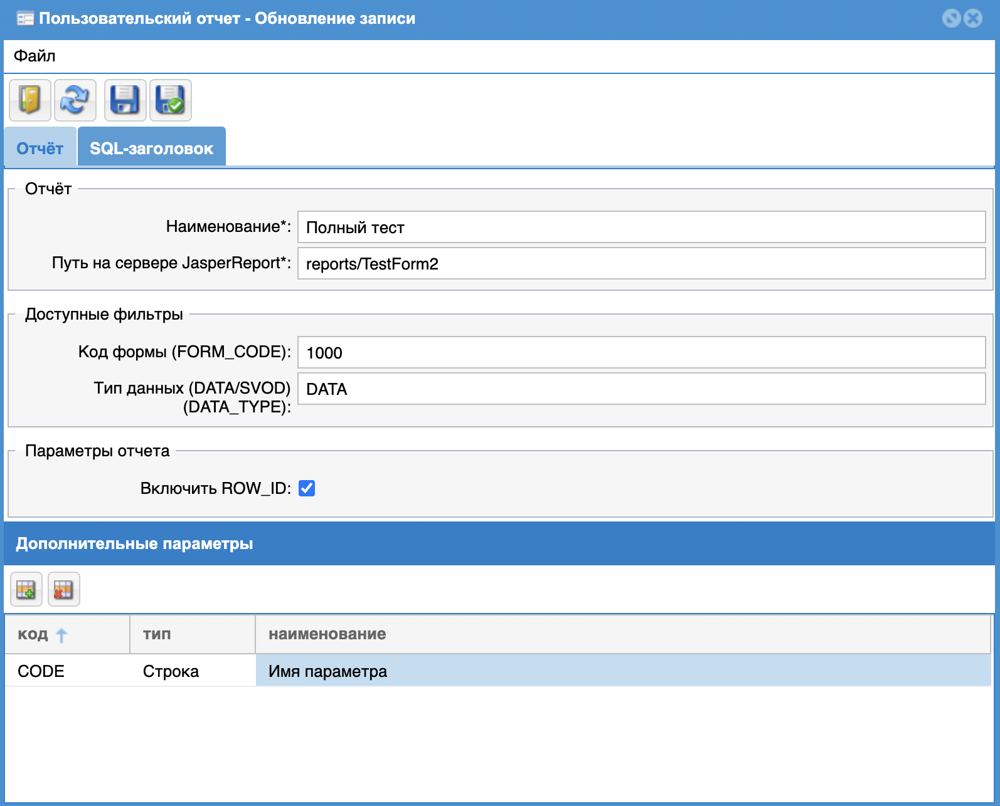 Пользовательский отчет - Обновление записи
Файл
Отчёт
SQL-заголовок
Отчёт
Наименование*:
Полный тест
Путь на сервере JasperReport*:
reports/TestForm2
Доступные фильтры
Код формы (FORM_CODE):
1000
Тип данных (DATA/SVOD)
(DATA_TYPE):
DATA
Параметры отчета
Включить ROW_ID:
Дополнительные параметры
код
тип
наименование
CODE
Строка
Имя параметра